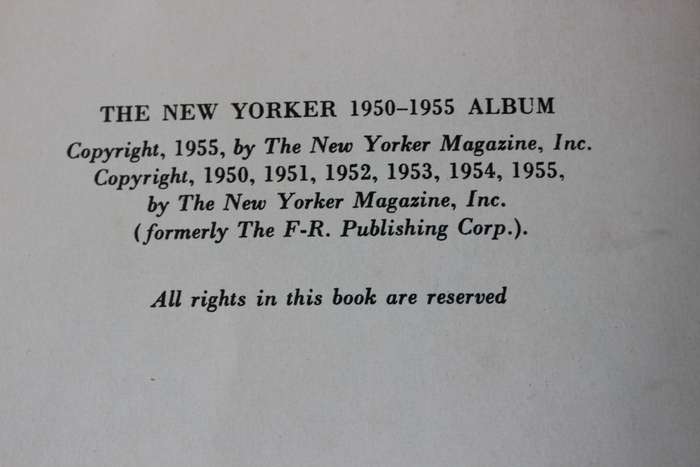 THE NEW YORKER 1950–1955 ALBUM
Copyright, 1955, by The New Yorker Magazine, Inc.
Copyright, 1950, 1951, 1952, 1953, 1954, 1955,
by The New Yorker Magazine, Inc.
(formerly The F-R. Publishing Corp.).
All rights in this book are reserved